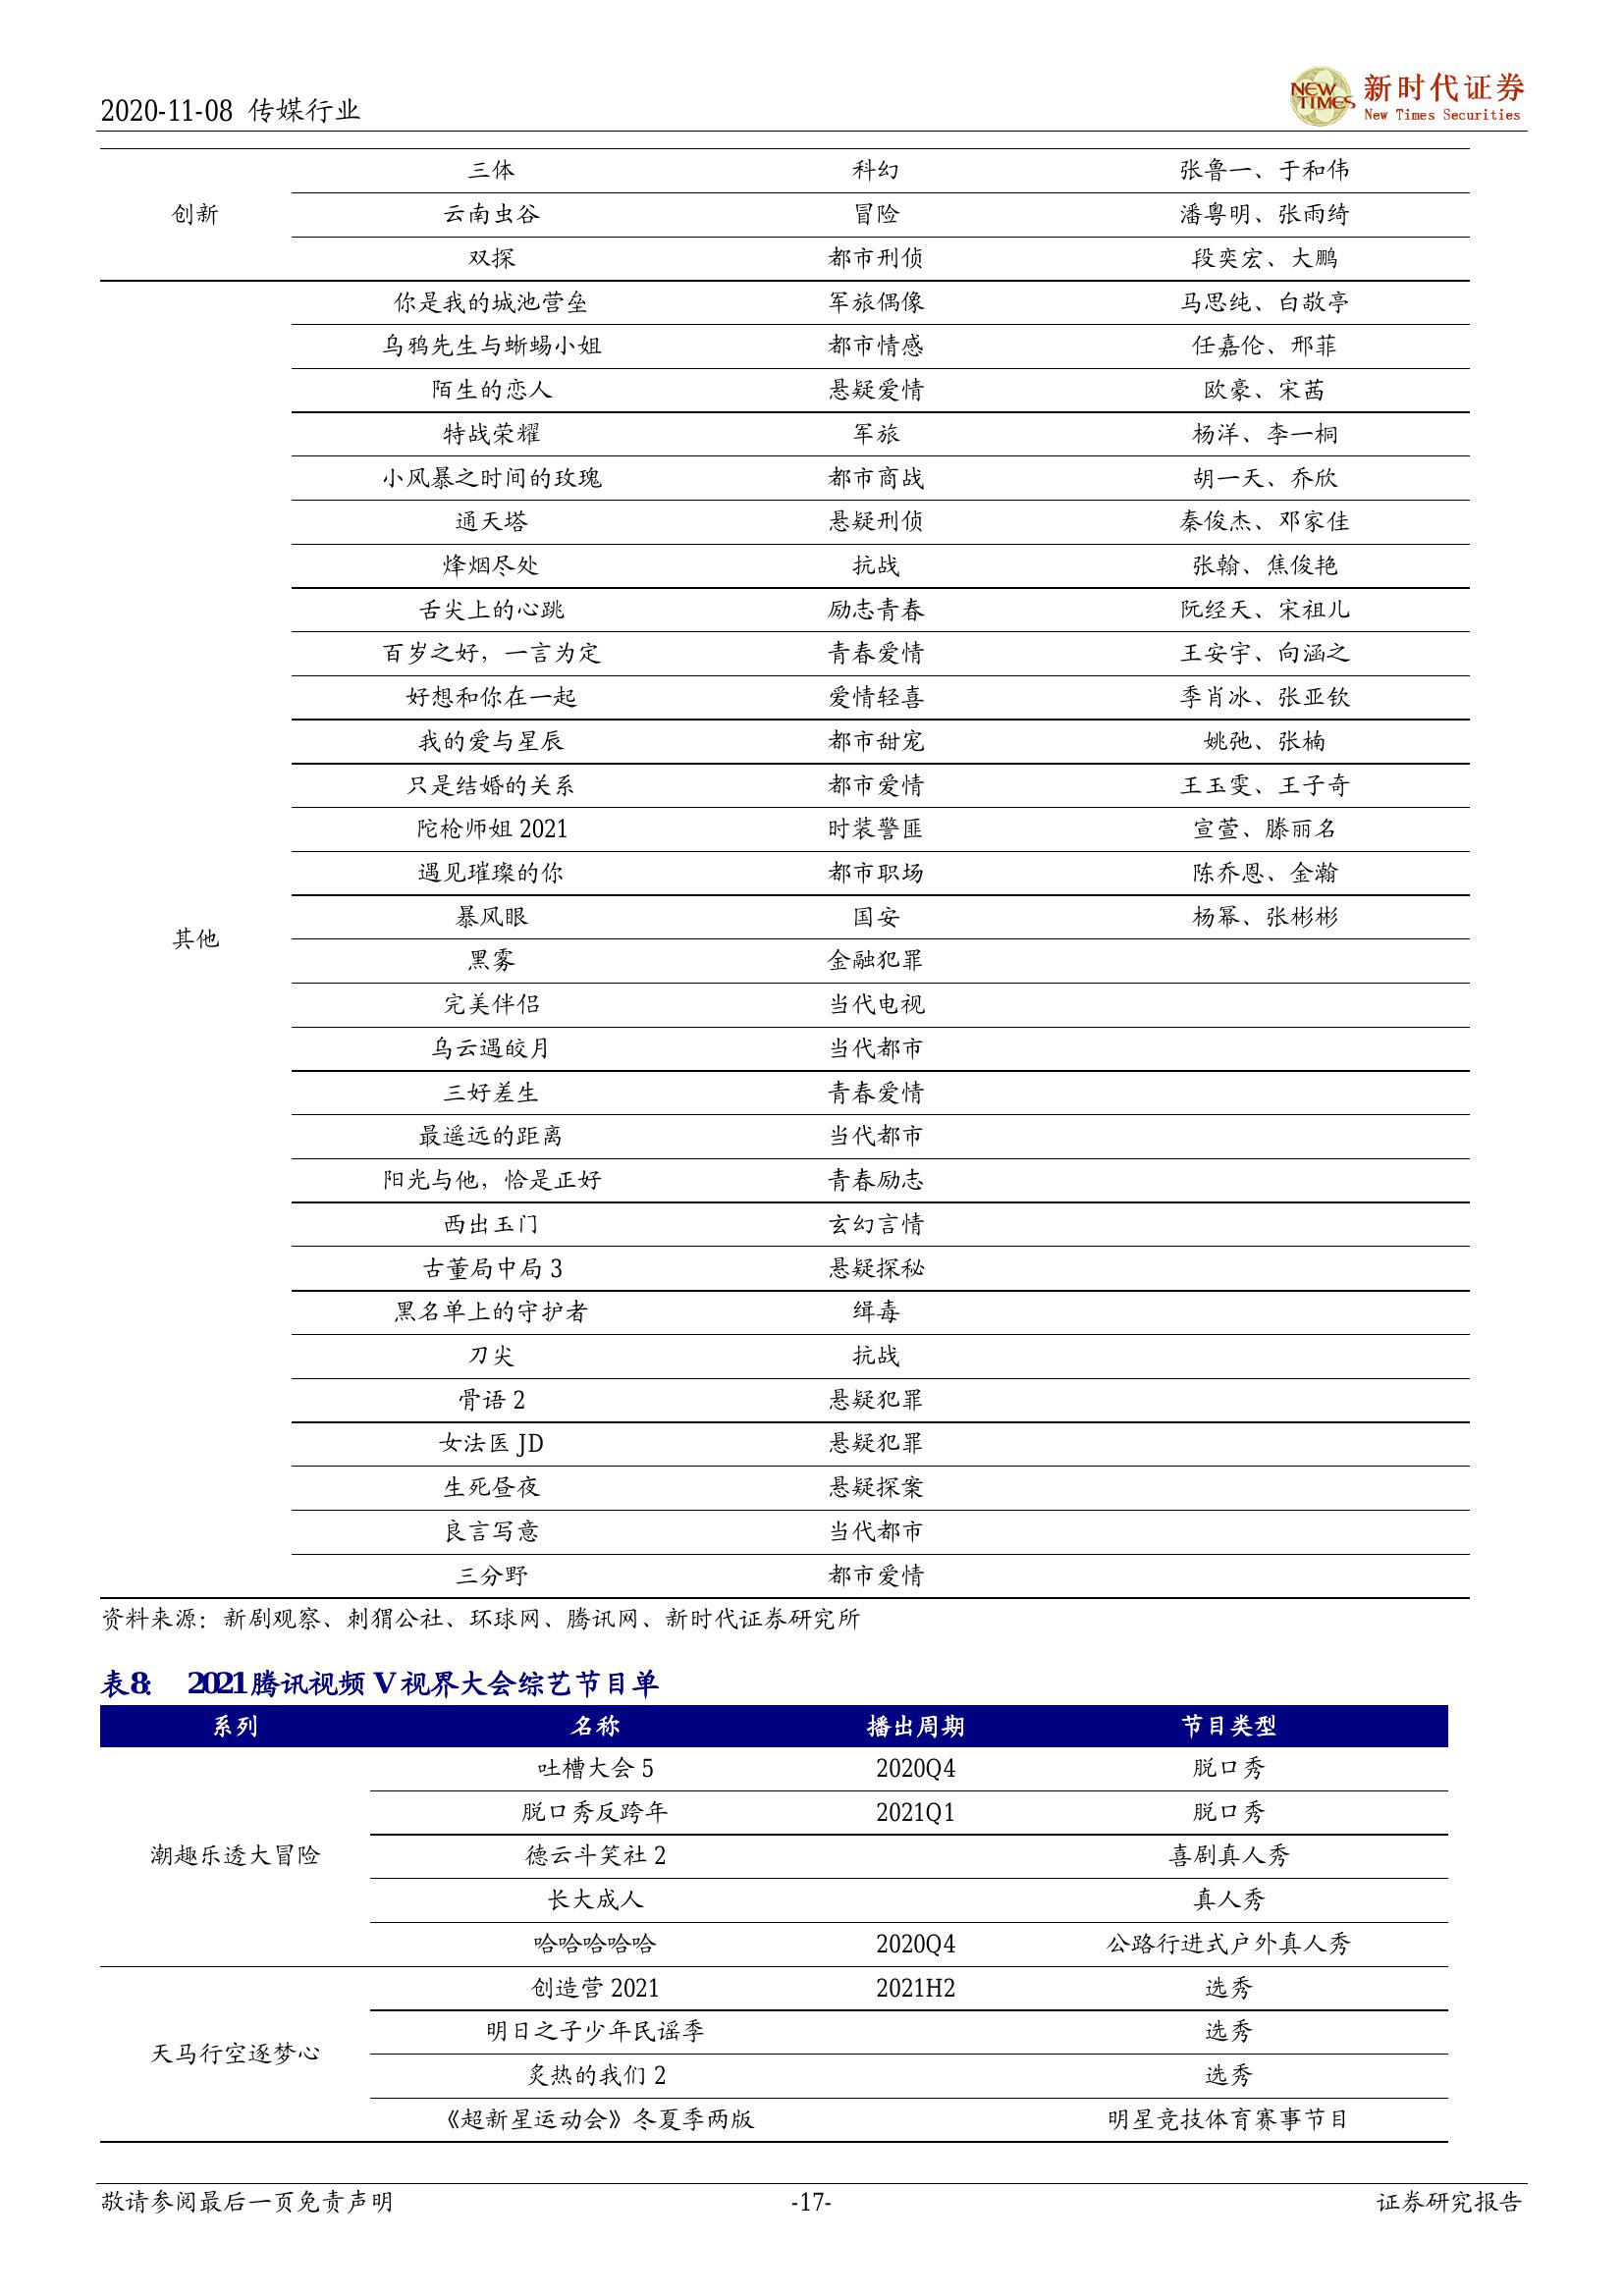 2020-11-08 传媒行业
NEW TIMES 新时代证券
New Times Securities
三体 科幻 张鲁一、于和伟
创新 云南虫谷 冒险 潘粤明、张雨绮
双探 都市刑侦 段奕宏、大鹏
你是我的城池营垒 军旅偶像 马思纯、白敬亭
乌鸦先生与蜥蜴小姐 都市情感 任嘉伦、邢菲
陌生的恋人 悬疑爱情 欧豪、宋茜
特战荣耀 军旅 杨洋、李一桐
小风暴之时间的玫瑰 都市商战 胡一天、乔欣
通天塔 悬疑刑侦 秦俊杰、邓家佳
烽烟尽处 抗战 张翰、焦俊艳
舌尖上的心跳 励志青春 阮经天、宋祖儿
百岁之好，一言为定 青春爱情 王安宇、向涵之
好想和你在一起 爱情轻喜 季肖冰、张亚钦
我的爱与星辰 都市甜宠 姚弛、张楠
只是结婚的关系 都市爱情 王玉雯、王子奇
陀枪师姐 2021 时装警匪 宣萱、滕丽名
遇见璀璨的你 都市职场 陈乔恩、金瀚
暴风眼 国安 杨幂、张彬彬
其他
黑雾 金融犯罪
完美伴侣 当代电视
乌云遇皎月 当代都市
三好差生 青春爱情
最遥远的距离 当代都市
阳光与他，恰是正好 青春励志
西出玉门 玄幻言情
古董局中局 3 悬疑探秘
黑名单上的守护者 缉毒
刀尖 抗战
骨语 2 悬疑犯罪
女法医 JD 悬疑犯罪
生死昼夜 悬疑探案
良言写意 当代都市
三分野 都市爱情
资料来源：新剧观察、刺猬公社、环球网、腾讯网、新时代证券研究所
表8： 2021腾讯视频 V 视界大会综艺节目单
系列 名称 播出周期 节目类型
吐槽大会 5 2020Q4 脱口秀
脱口秀反跨年 2021Q1 脱口秀
潮趣乐透大冒险 德云斗笑社 2 喜剧真人秀
长大成人 真人秀
哈哈哈哈哈 2020Q4 公路行进式户外真人秀
创造营 2021 2021H2 选秀
明日之子少年民谣季 选秀
天马行空逐梦心
炙热的我们 2 选秀
《超新星运动会》冬夏季两版 明星竞技体育赛事节目
敬请参阅最后一页免责声明 -17- 证券研究报告